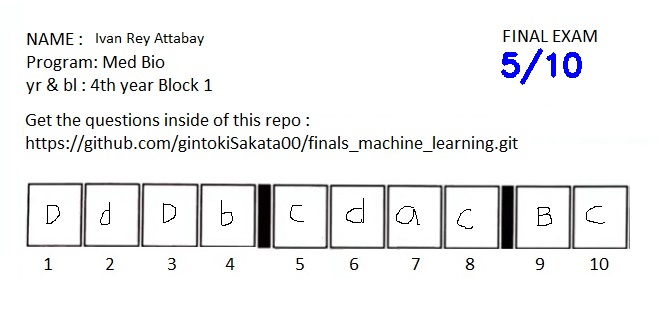 NAME : Ivan Rey Attabay
FINAL EXAM
Program: Med Bio
5/10
yr & bl : 4th year Block 1
Get the questions inside of this repo :
https://github.com/gintokiSakata00/finals_machine_learning.git
D d D b c d a c B C
1 2 3 4 5 6 7 8 9 10